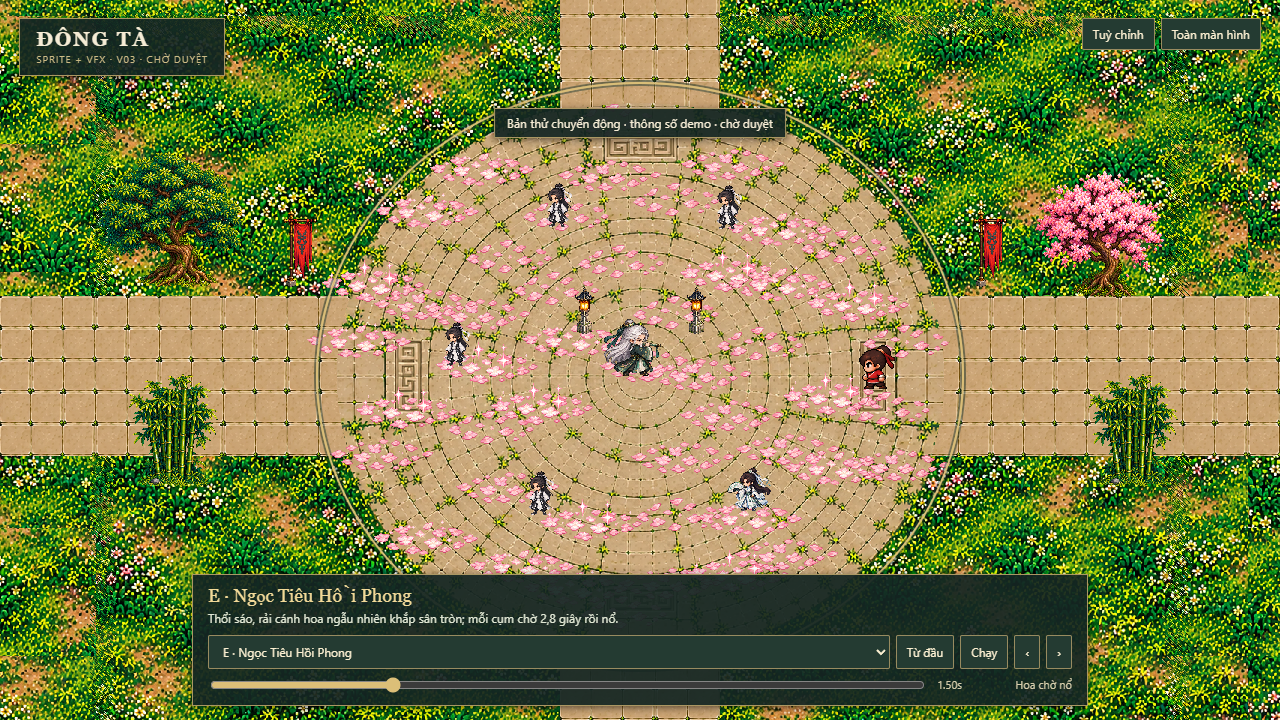 ĐÔNG TÀ
SPRITE + VFX · V03 · CHỜ DUYỆT
Tuỳ chỉnh
Toàn màn hình
Bản thử chuyển động · thông số demo · chờ duyệt
E · Ngọc Tiêu Hồi Phong
Thổi sáo, rải cánh hoa ngẫu nhiên khắp sân tròn; mỗi cụm chờ 2,8 giây rồi nổ.
E · Ngọc Tiêu Hồi Phong
Từ đầu
Chạy
‹
›
1.50s
Hoa chờ nổ